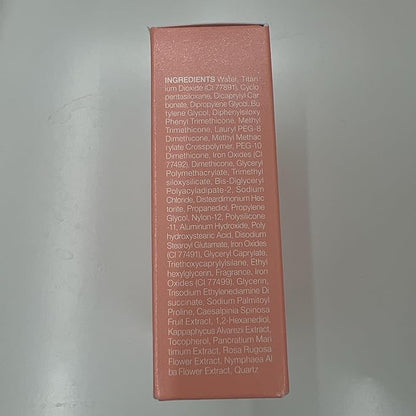 INGREDIENTS Water, Titan
ium Dioxide (CI 77891), Cyclo
pentasiloxane, Dicaprylyl Car
bonate, Dipropylene Glycol, Bu
tylene Glycol, Diphenylsiloxy
Phenyl Trimethicone, Methyl
Trimethicone, Lauryl PEG-8
Dimethicone, Methyl Methac
rylate Crosspolymer, PEG-10
Dimethicone, Iron Oxides (CI
77492), Dimethicone, Glyceryl
Polymethacrylate, Trimethyl
siloxysilicate, Bis-Diglyceryl
Polyacyladipate-2, Sodium
Chloride, Disteardimonium Hec
torite, Propanediol, Propylene
Glycol, Nylon-12, Polysilicone
-11, Aluminum Hydroxide, Poly
hydroxystearic Acid, Disodium
Stearoyl Glutamate, Iron Oxides
(CI 77491), Glyceryl Caprylate,
Triethoxycaprylylsilane, Ethyl
hexylglycerin, Fragrance, Iron
Oxides (CI 77499), Glycerin,
Trisodium Ethylenediamine Di
succinate, Sodium Palmitoyl
Proline, Caesalpinia Spinosa
Fruit Extract, 1,2-Hexanediol,
Kappaphycus Alvarezii Extract,
Tocopherol, Pancratium Mari
timum Extract, Rosa Rugosa
Flower Extract, Nymphaea Al
ba Flower Extract, Quartz